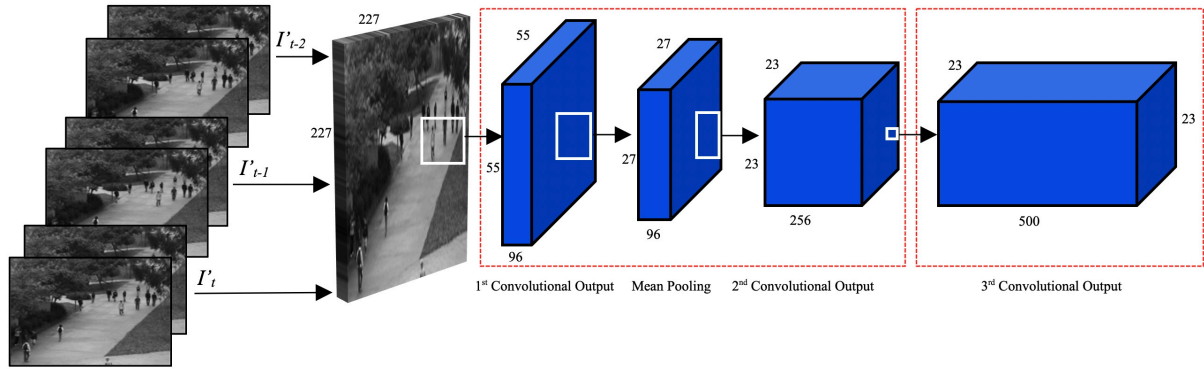 I't-2
I't-1
I't
227
227
55
55
96
27
27
96
23
23
256
23
23
500
1st Convolutional Output
Mean Pooling
2nd Convolutional Output
3rd Convolutional Output